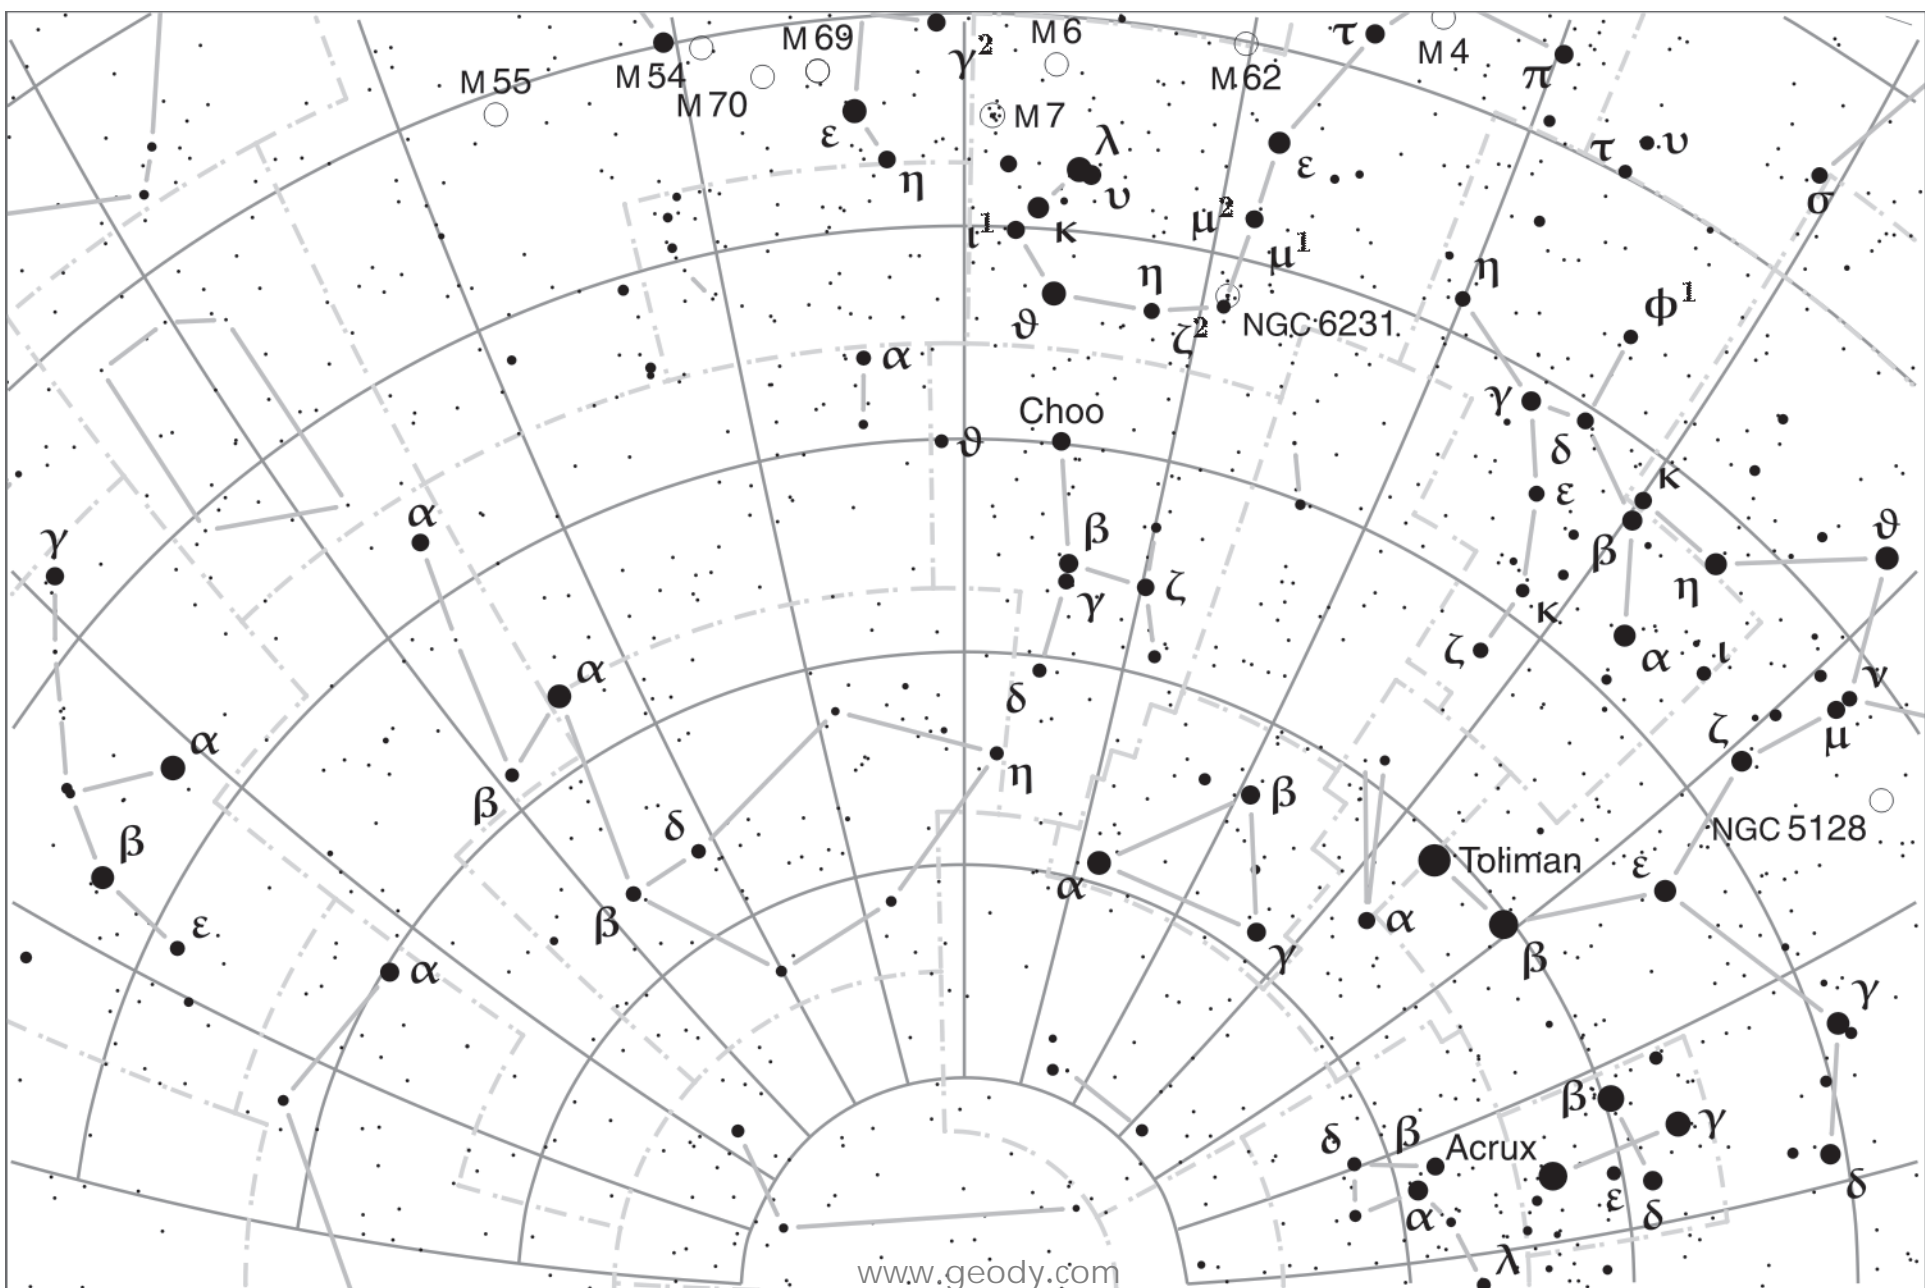 τ
M 69
M 6
γ²
M 4
M 55
M 54
M 62
π
M 70
M 7
ε
λ
τ
υ
ε
η
υ
σ
μ²
ι¹
κ
μ¹
η
η
φ¹
ϑ
ζ²
NGC 6231
α
γ
Choo
ϑ
δ
κ
ε
α
ϑ
β
γ
β
ζ
η
γ
κ
ζ
α
ι
α
δ
ν
ζ
μ
α
η
β
β
δ
NGC 5128
β
Toliman
ε
α
β
ε
α
γ
β
α
γ
β
δ
β
Acrux
γ
α
ε
δ
δ
λ
www.geody.com